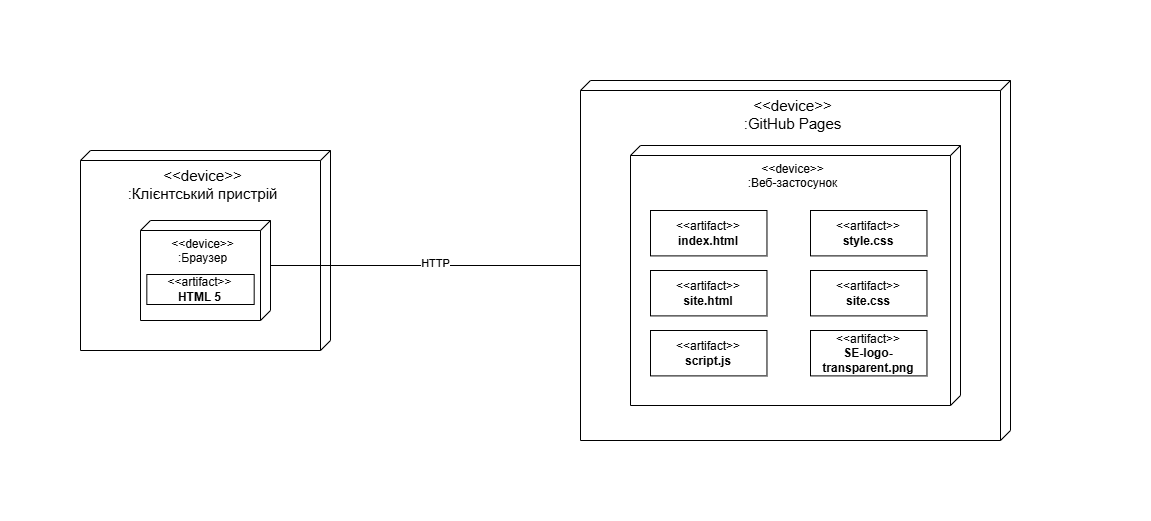 <<device>>
:Клієнтський пристрій
<<device>>
:Браузер
<<artifact>>
HTML 5
HTTP
<<device>>
:GitHub Pages
<<device>>
:Веб-застосунок
<<artifact>>
index.html
<<artifact>>
style.css
<<artifact>>
site.html
<<artifact>>
site.css
<<artifact>>
script.js
<<artifact>>
SE-logo-
transparent.png